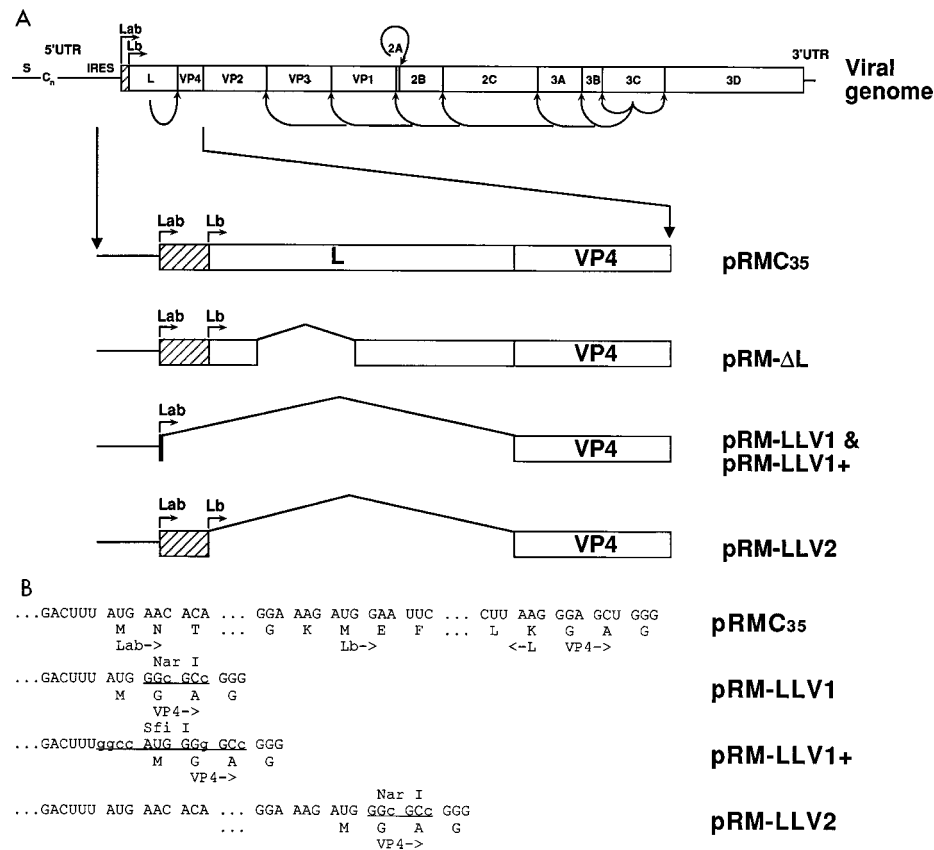 A
Lab
Lb
5'UTR
S
Cn
IRES
L
VP4
VP2
VP3
VP1
2A
2B
2C
3A
3B
3C
3D
3'UTR
Viral
genome
Lab
Lb
L
VP4
pRMC35
Lab
Lb
VP4
pRM-ΔL
Lab
VP4
pRM-LLV1 &
pRM-LLV1+
Lab
Lb
VP4
pRM-LLV2
B
...GACUUU AUG AAC ACA ... GGA AAG AUG GAA UUC ... CUU AAG GGA GCU GGG
M N T ... G K M E F ... L K G A G
Lab-> Lb-> <-L VP4->
pRMC35
Nar I
...GACUUU AUG GGc GCc GGG
M G A G
VP4->
pRM-LLV1
Sfi I
...GACUUUggcc AUG GGg GCc GGG
M G A G
VP4->
pRM-LLV1+
Nar I
...GACUUU AUG AAC ACA ... GGA AAG AUG GGc GCc GGG
... M G A G
VP4->
pRM-LLV2